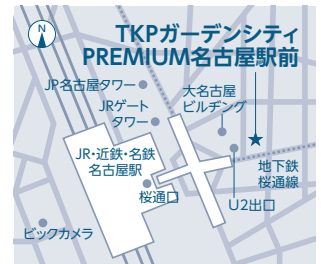 N
TKPガーデンシティ
PREMIUM名古屋駅前
JP名古屋タワー
JRゲート
タワー
大名古屋
ビルヂング
JR・近鉄・名鉄
名古屋駅
地下鉄
桜通線
桜通口
U2出口
ビックカメラ